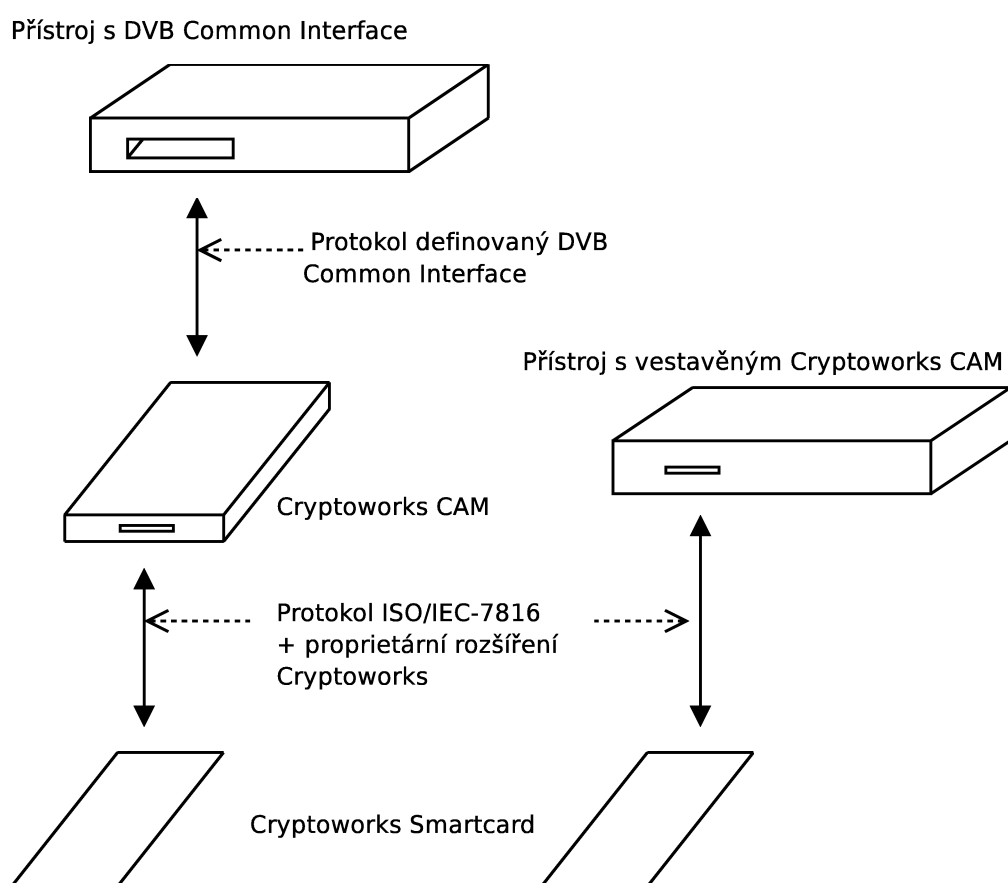 Přístroj s DVB Common Interface
Protokol definovaný DVB
Common Interface
Přístroj s vestavěným Cryptoworks CAM
Cryptoworks CAM
Protokol ISO/IEC-7816
+ proprietární rozšíření
Cryptoworks
Cryptoworks Smartcard